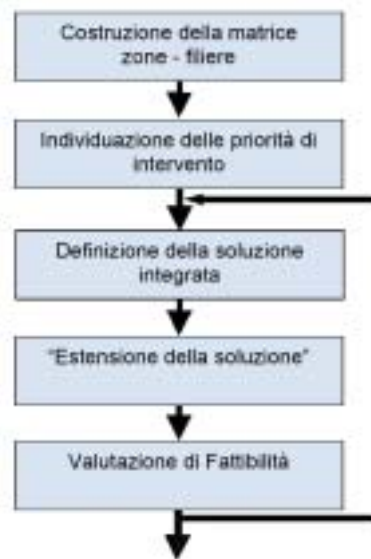 Costruzione della matrice
zone - filiere
Individuazione delle priorità di
intervento
Definizione della soluzione
integrata
"Estensione della soluzione"
Valutazione di Fattibilità